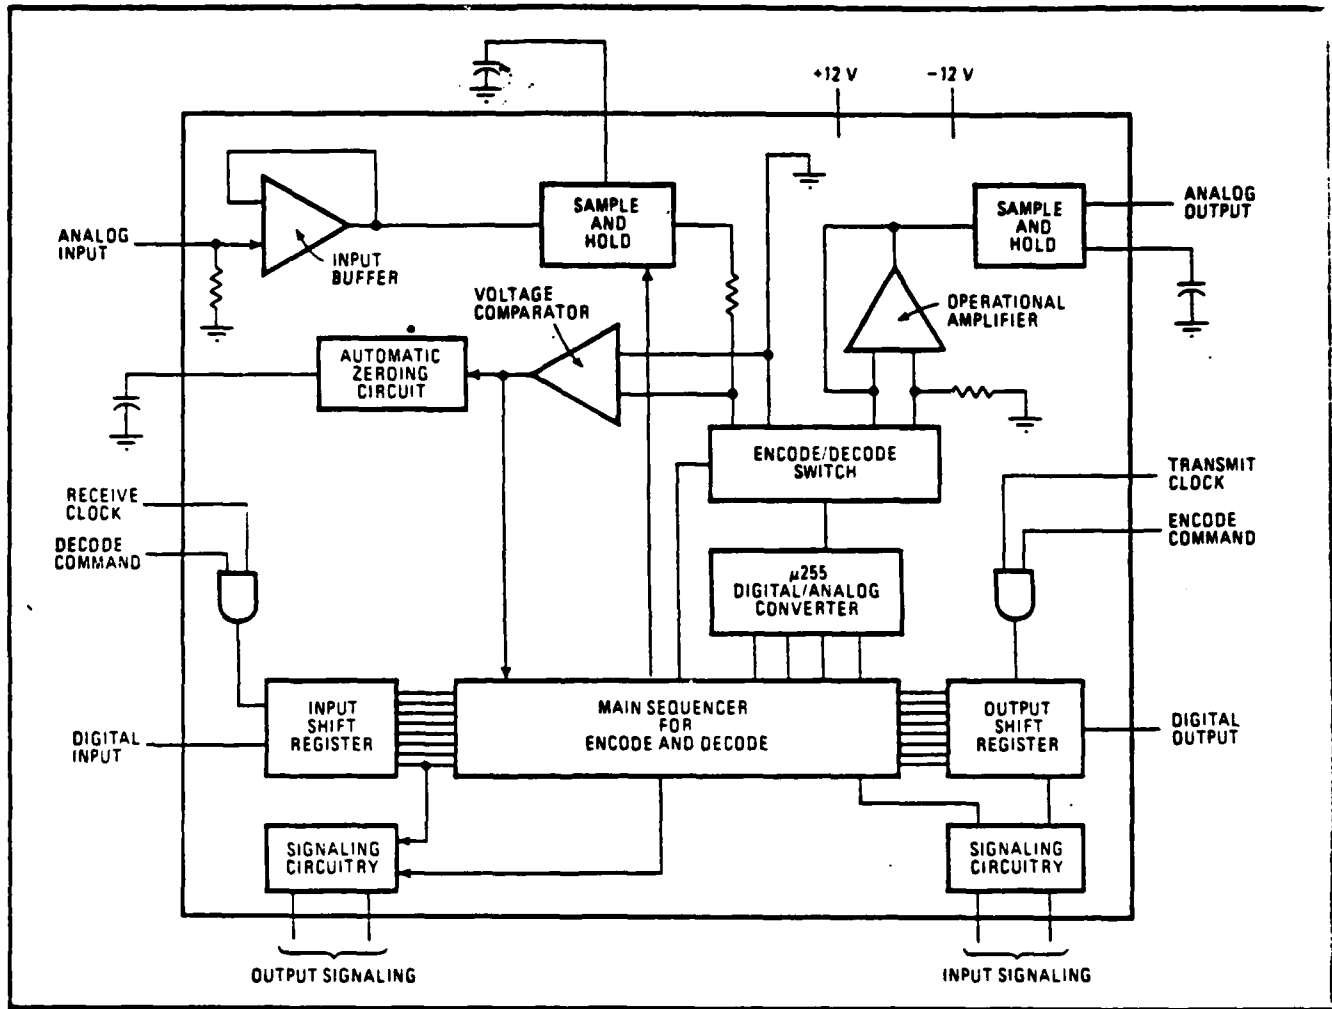 +12 V
-12 V
SAMPLE
AND
HOLD
SAMPLE
AND
HOLD
ANALOG
OUTPUT
ANALOG
INPUT
INPUT
BUFFER
VOLTAGE
COMPARATOR
OPERATIONAL
AMPLIFIER
AUTOMATIC
ZEROING
CIRCUIT
ENCODE/DECODE
SWITCH
TRANSMIT
CLOCK
RECEIVE
CLOCK
ENCODE
COMMAND
DECODE
COMMAND
µ255
DIGITAL/ANALOG
CONVERTER
INPUT
SHIFT
REGISTER
MAIN SEQUENCER
FOR
ENCODE AND DECODE
OUTPUT
SHIFT
REGISTER
DIGITAL
INPUT
DIGITAL
OUTPUT
SIGNALING
CIRCUITRY
SIGNALING
CIRCUITRY
OUTPUT SIGNALING
INPUT SIGNALING